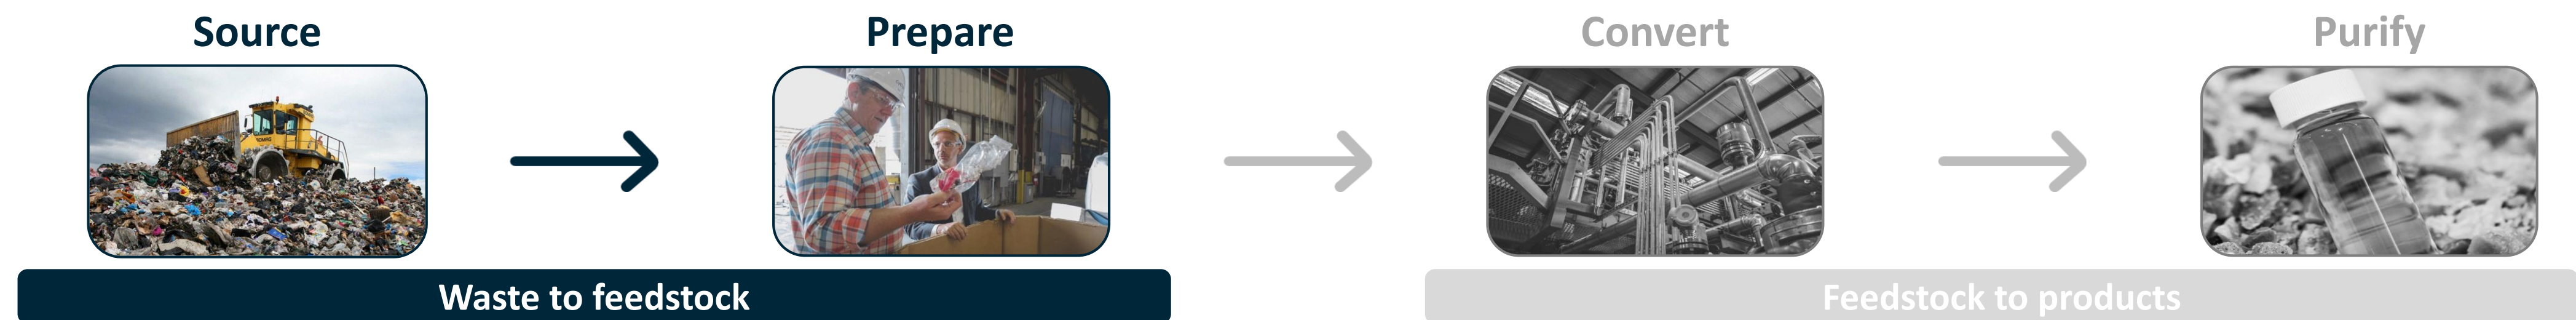 Source
Prepare
Convert
Purify
Waste to feedstock
Feedstock to products